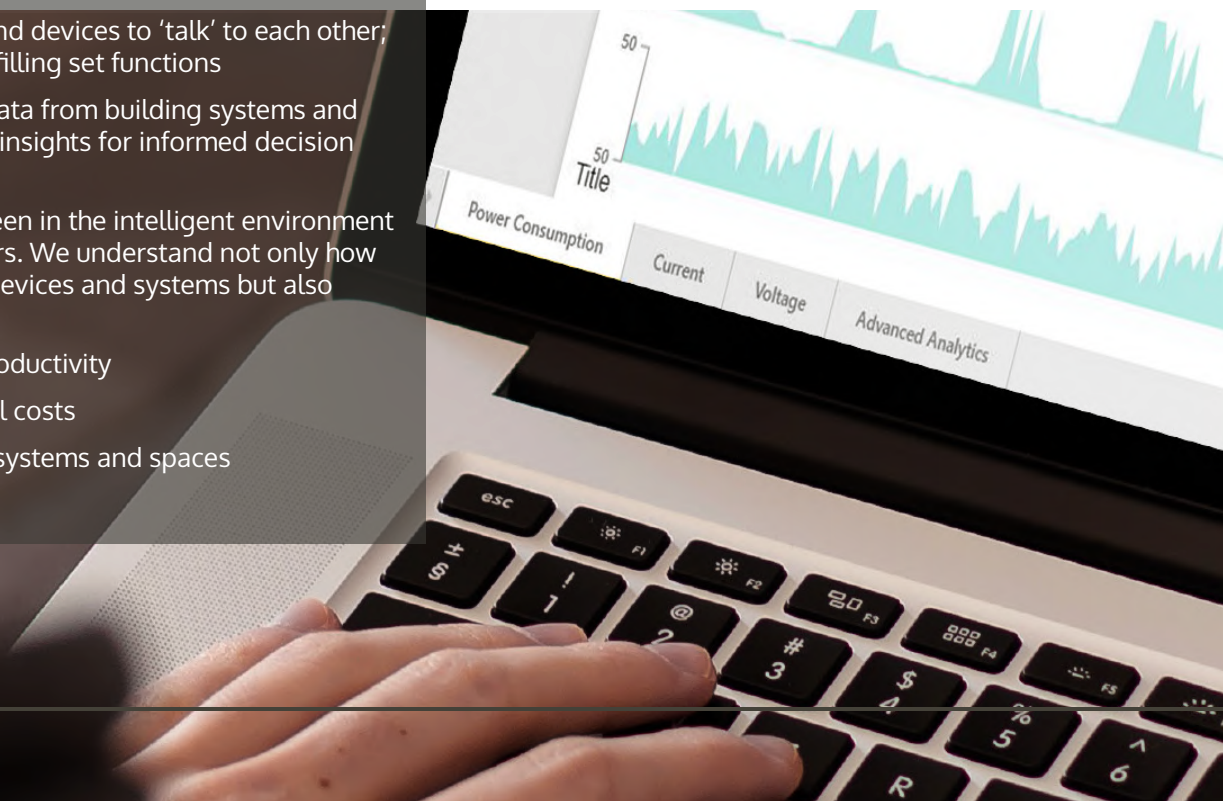 nd devices to ‘talk’ to each other;
filling set functions
ata from building systems and
insights for informed decision
een in the intelligent environment
rs. We understand not only how
evices and systems but also
oductivity
l costs
systems and spaces
50
50
Title
Power Consumption
Current
Voltage
Advanced Analytics
esc
F1
F2
F3
F4
F5
±
§
!
1
@
2
#
3
$
4
%
5
^
6
R